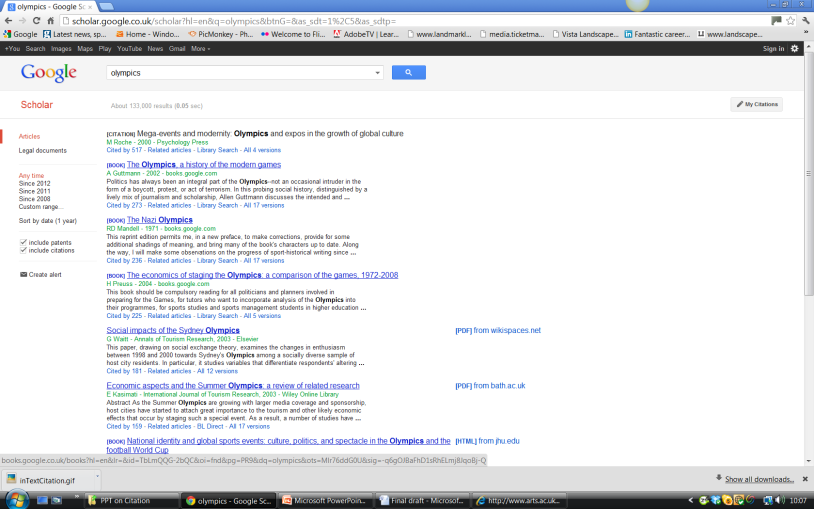 olympics - Google Sc...
scholar.google.co.uk/scholar?hl=en&q=olympics&btnG=&as_sdt=1%2C5&as_sdtp=
Google Latest news, sp... Home - Windo... PicMonkey - Ph... Welcome to Fli... AdobeTV | Lear... www.landmarkl... media.ticketma... Vista Landscape... Fantastic career... www.landscape...
+You Search Images Maps Play YouTube News Gmail More Sign in
Google olympics
Scholar About 133,000 results (0.05 sec) My Citations
Articles
Legal documents
Any time
Since 2012
Since 2011
Since 2008
Custom range...
Sort by date (1 year)
include patents
include citations
Create alert
[CITATION] Mega-events and modernity: Olympics and expos in the growth of global culture
M Roche - 2000 - Psychology Press
Cited by 517 - Related articles - Library Search - All 4 versions
[BOOK] The Olympics, a history of the modern games
A Guttmann - 2002 - books.google.com
Politics has always been an integral part of the Olympics-not an occasional intruder in the
form of a boycott, protest, or act of terrorism. In this probing social history, distinguished by a
lively mix of journalism and scholarship, Allen Guttmann discusses the intended and ...
Cited by 273 - Related articles - Library Search - All 17 versions
[BOOK] The Nazi Olympics
RD Mandell - 1971 - books.google.com
This reprint edition permits me, in a new preface, to make corrections, provide for some
additional shadings of meaning, and bring many of the book's characters up to date. Along
the way, I will make some observations on the progress of sport-historical writing since ...
Cited by 236 - Related articles - Library Search - All 17 versions
[BOOK] The economics of staging the Olympics: a comparison of the games, 1972-2008
H Preuss - 2004 - books.google.com
This book should be compulsory reading for all politicians and planners involved in
preparing for the Games, for tutors who want to incorporate analysis of the Olympics into
their programmes, for sports studies and sports management students in higher education ...
Cited by 225 - Related articles - Library Search - All 5 versions
Social impacts of the Sydney Olympics [PDF] from wikispaces.net
G Waitt - Annals of Tourism Research, 2003 - Elsevier
This paper, drawing on social exchange theory, examines the changes in enthusiasm
between 1998 and 2000 towards Sydney's Olympics among a socially diverse sample of
host city residents. In particular, it studies variables that differentiate respondents' altering ...
Cited by 181 - Related articles - All 12 versions
Economic aspects and the Summer Olympics: a review of related research [PDF] from bath.ac.uk
E Kasimati - International Journal of Tourism Research, 2003 - Wiley Online Library
Abstract As the Summer Olympics are growing with larger media coverage and sponsorship,
host cities have started to attach great importance to the tourism and other likely economic
effects that occur by staging such a special event. As a result, a number of studies have ...
Cited by 159 - Related articles - BL Direct - All 17 versions
[BOOK] National identity and global sports events: culture, politics, and spectacle in the Olympics and the [HTML] from jhu.edu
football World Cup
inTextCitation.gif Show all downloads...
PPT on Citation olympics - Google Sc... Microsoft PowerPoin... Final draft - Microsof... http://www.arts.ac.uk... 10:07